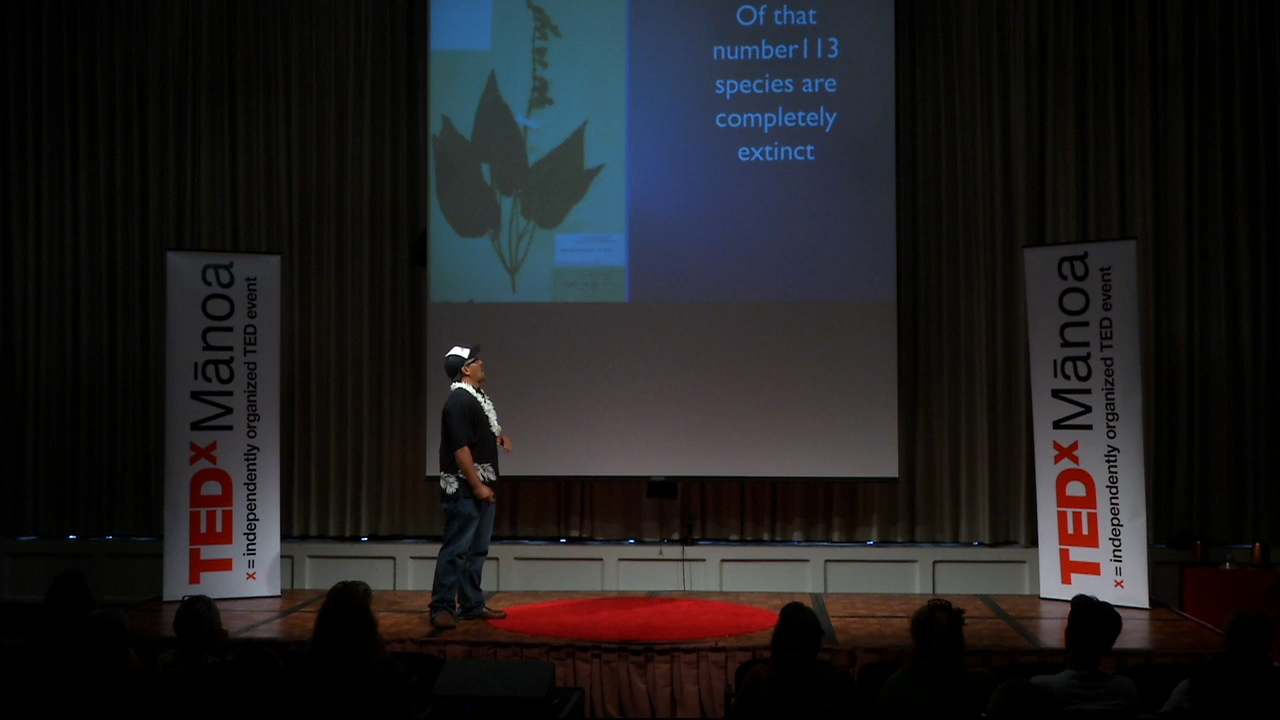 Of that
number113
species are
completely
extinct
TEDxMānoa
x = independently organized TED event
TEDxMānoa
x = independently organized TED event